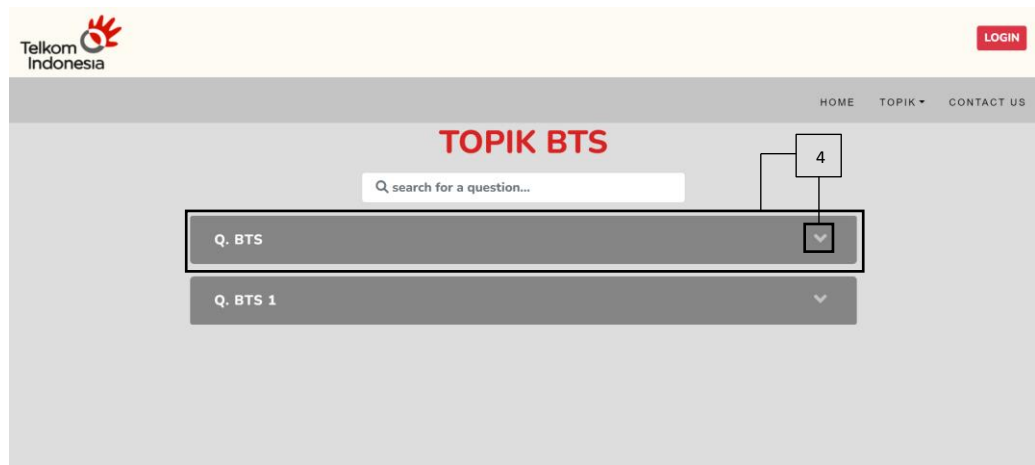 Telkom
Indonesia
LOGIN
HOME TOPIK CONTACT US
TOPIK BTS
4
search for a question...
Q. BTS
Q. BTS 1